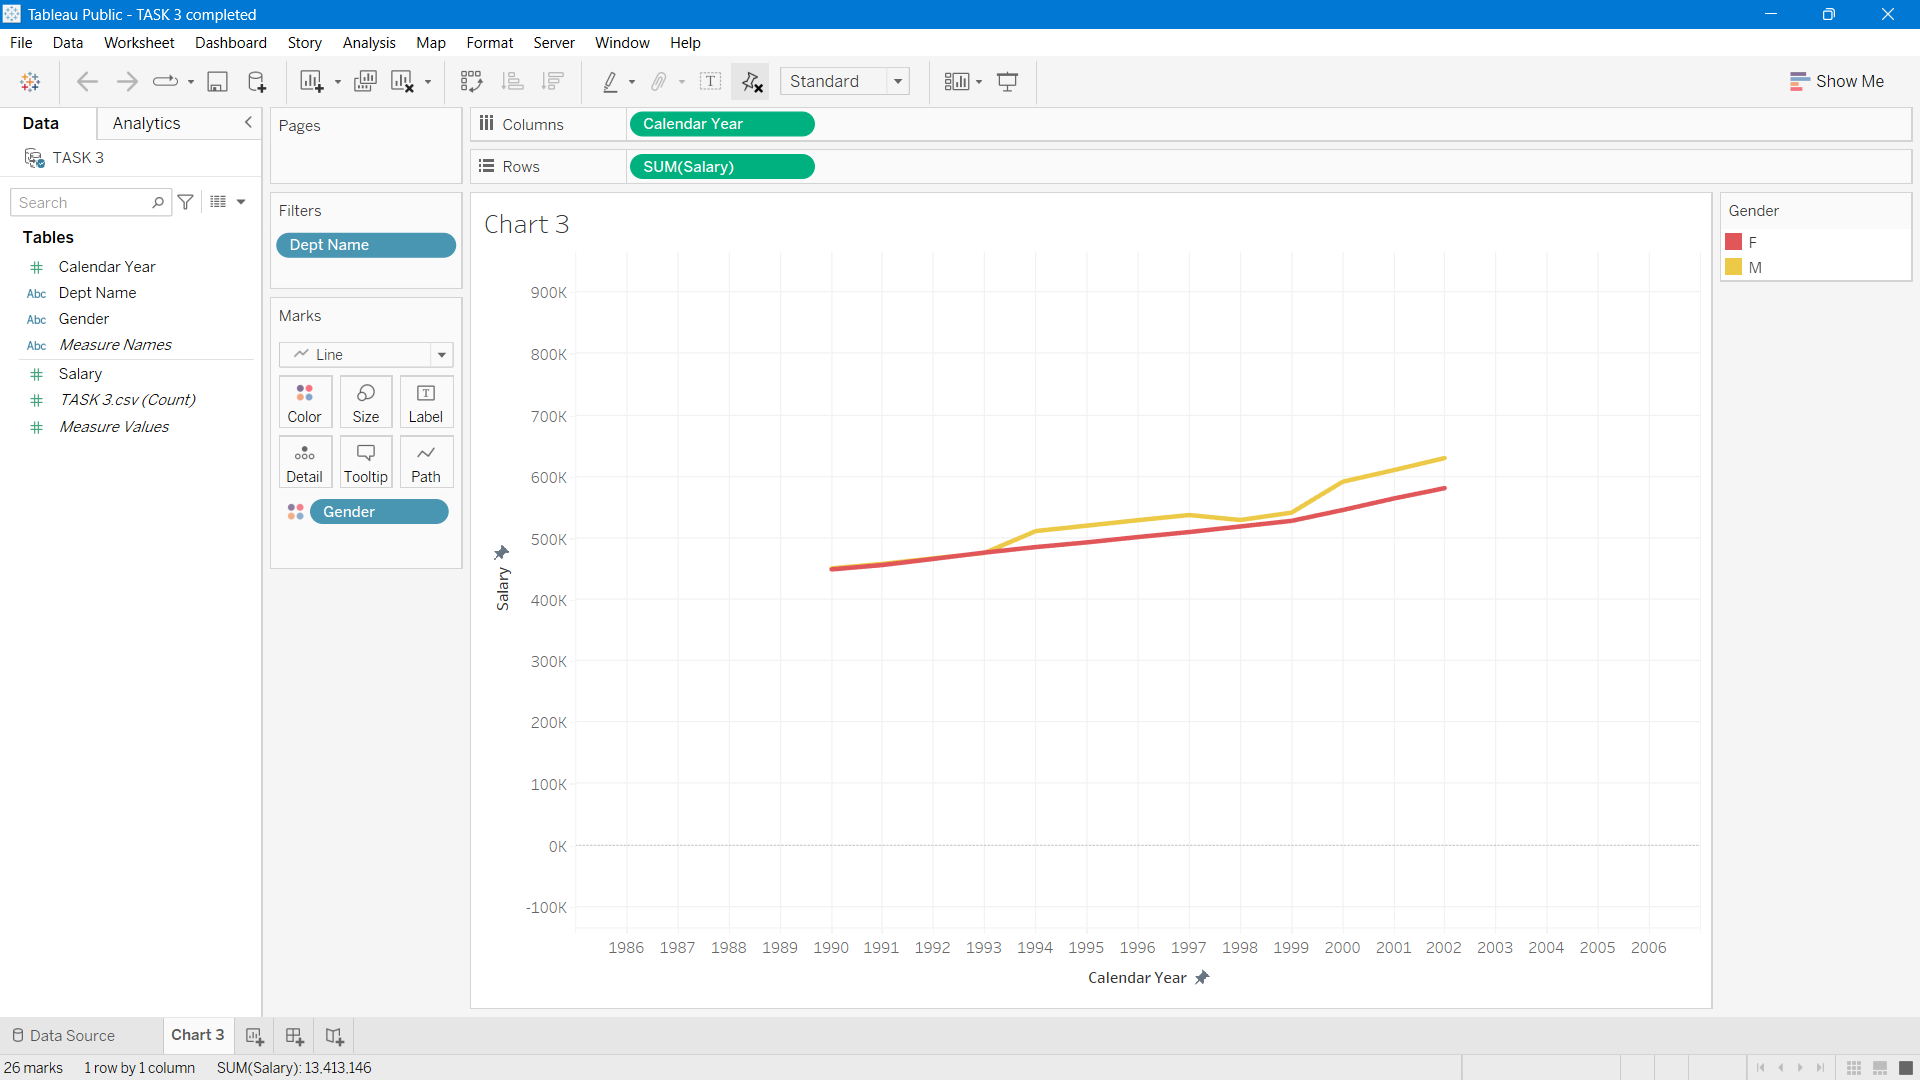 Tableau Public - TASK 3 completed
File Data Worksheet Dashboard Story Analysis Map Format Server Window Help
Standard
Show Me
Data Analytics
TASK 3
Search
Tables
Calendar Year
Abc Dept Name
Abc Gender
Abc Measure Names
Salary
TASK 3.csv (Count)
Measure Values
Pages
Filters
Dept Name
Marks
Line
Color Size Label
Detail Tooltip Path
Gender
Columns Calendar Year
Rows SUM(Salary)
Chart 3
900K
800K
700K
600K
500K
400K
300K
200K
100K
0K
-100K
Salary
1986 1987 1988 1989 1990 1991 1992 1993 1994 1995 1996 1997 1998 1999 2000 2001 2002 2003 2004 2005 2006
Calendar Year
Gender
F
M
Data Source Chart 3
26 marks 1 row by 1 column SUM(Salary): 13,413,146